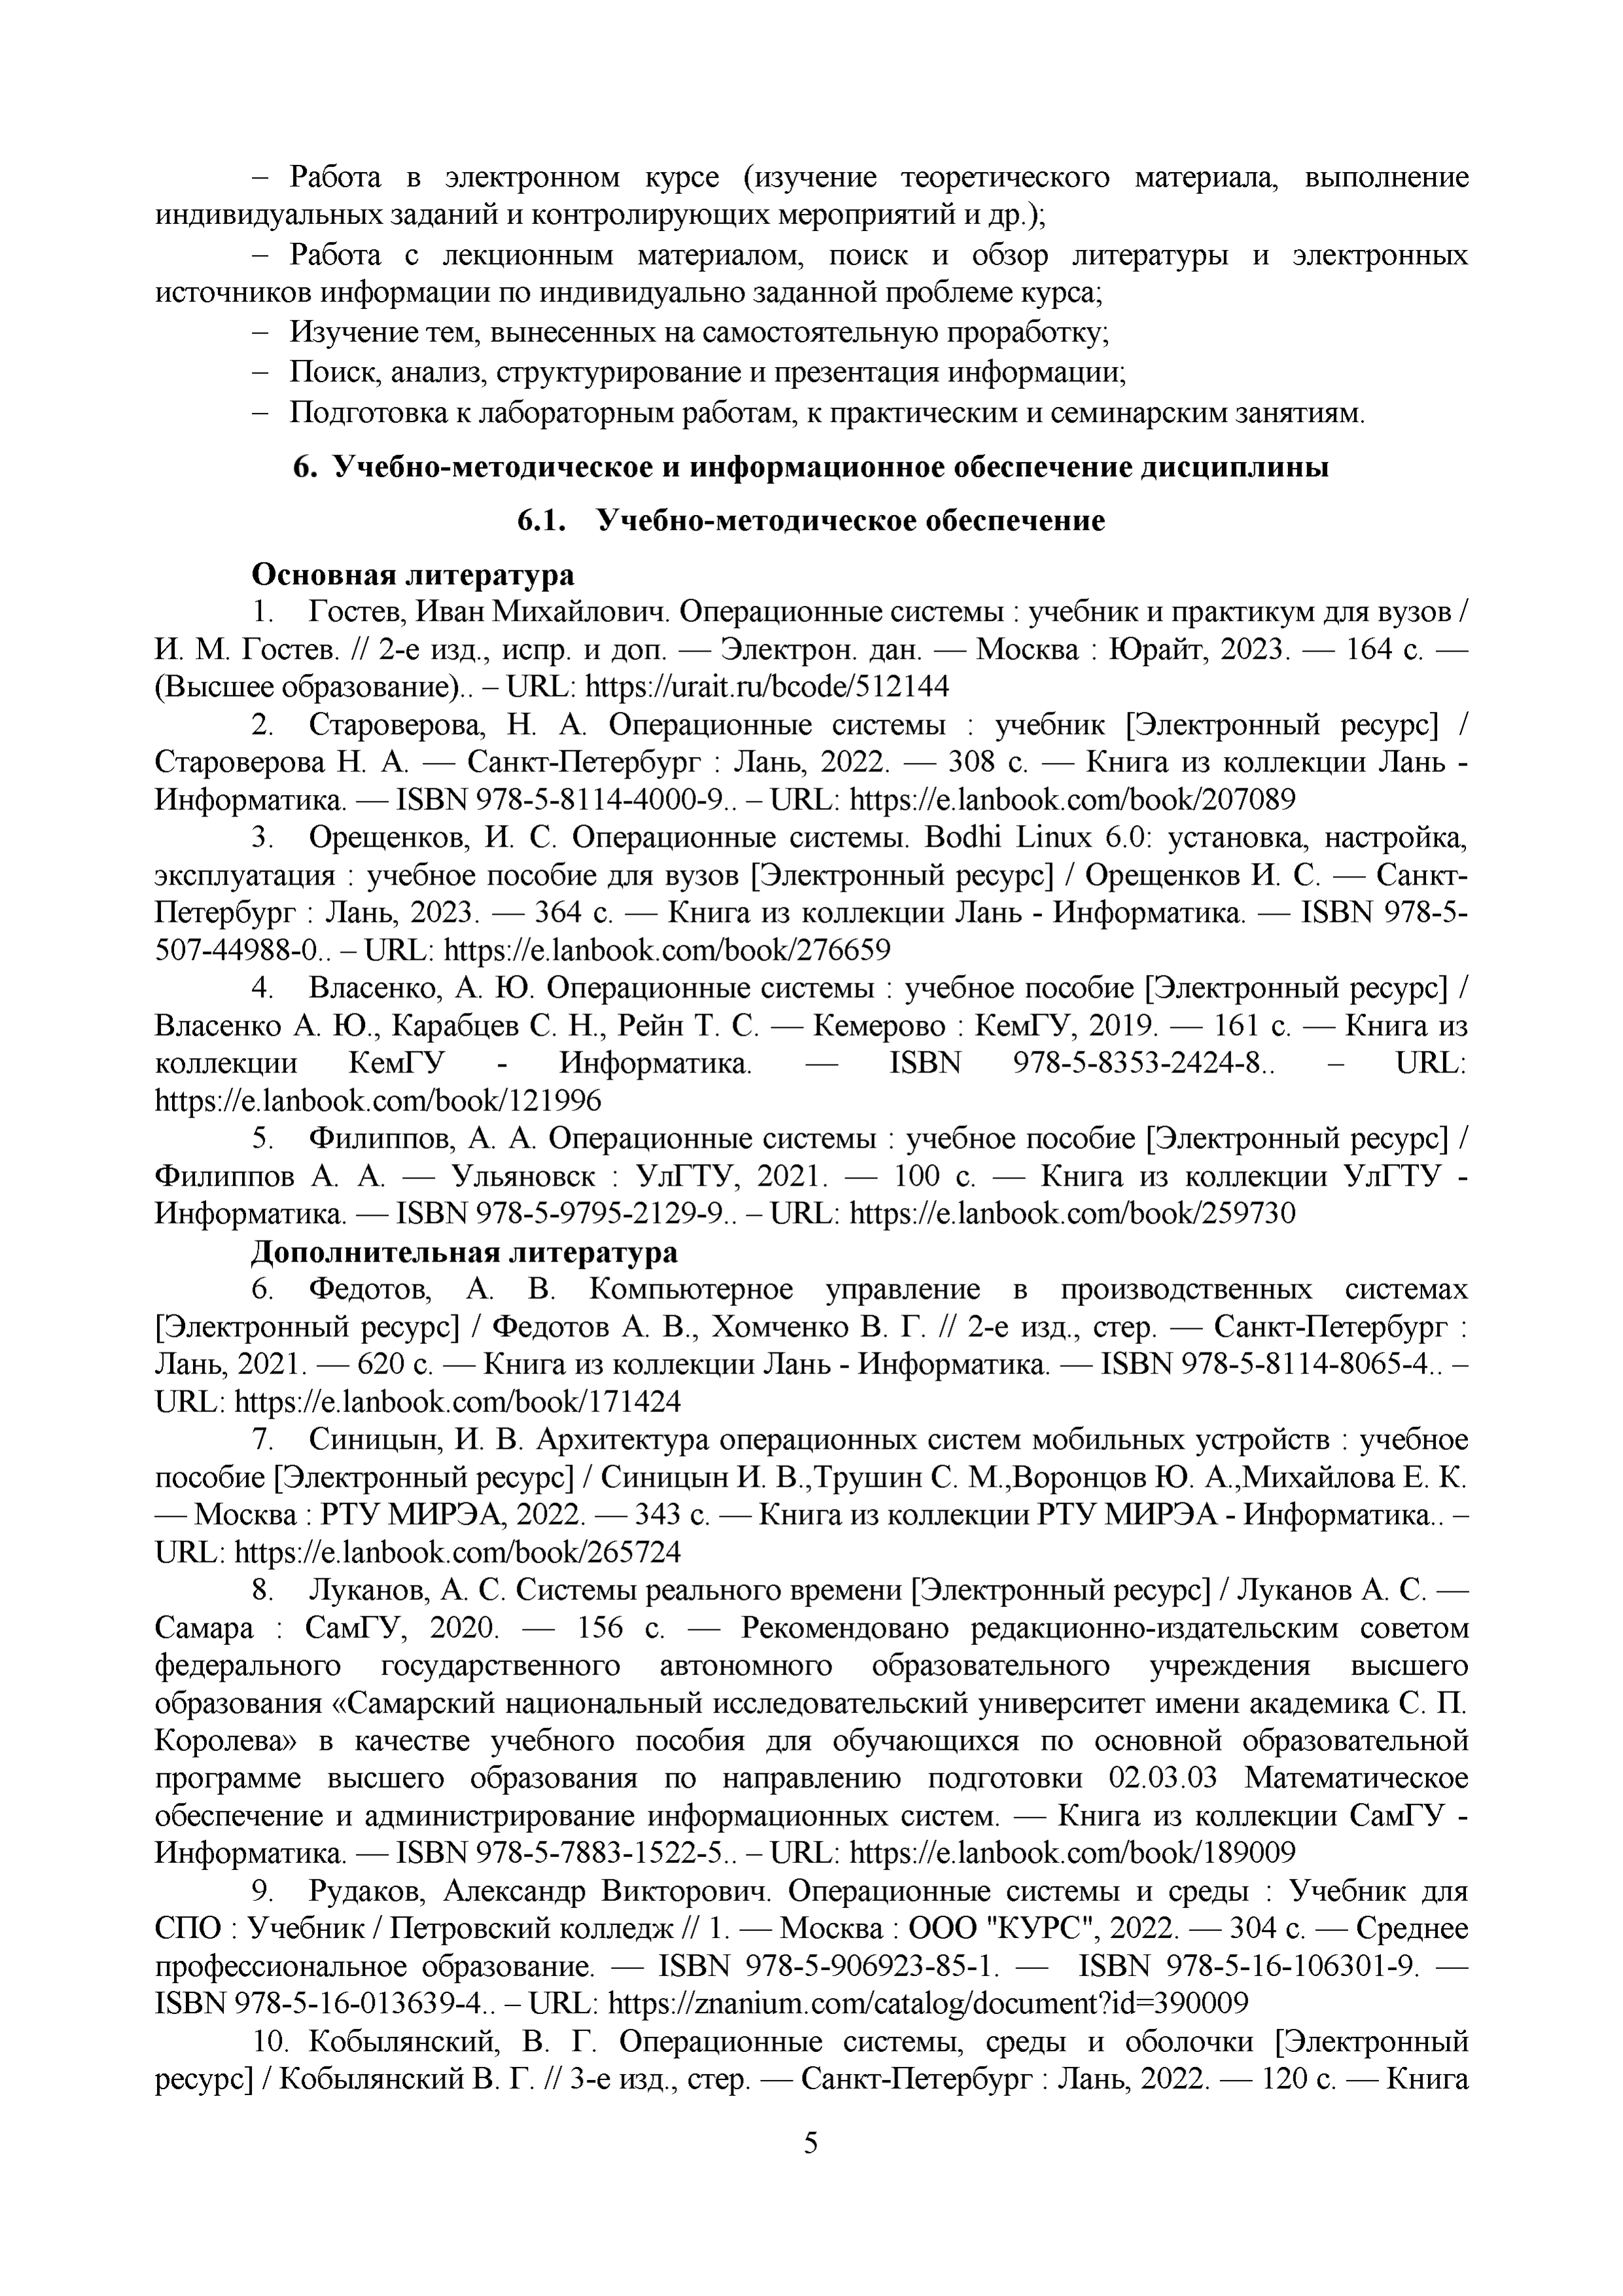 – Работа в электронном курсе (изучение теоретического материала, выполнение
индивидуальных заданий и контролирующих мероприятий и др.);
– Работа с лекционным материалом, поиск и обзор литературы и электронных
источников информации по индивидуально заданной проблеме курса;
– Изучение тем, вынесенных на самостоятельную проработку;
– Поиск, анализ, структурирование и презентация информации;
– Подготовка к лабораторным работам, к практическим и семинарским занятиям.
6. Учебно-методическое и информационное обеспечение дисциплины
6.1. Учебно-методическое обеспечение
Основная литература
1. Гостев, Иван Михайлович. Операционные системы : учебник и практикум для вузов /
И. М. Гостев. // 2-е изд., испр. и доп. — Электрон. дан. — Москва : Юрайт, 2023. — 164 с. —
(Высшее образование).. – URL: https://urait.ru/bcode/512144
2. Староверова, Н. А. Операционные системы : учебник [Электронный ресурс] /
Староверова Н. А. — Санкт-Петербург : Лань, 2022. — 308 с. — Книга из коллекции Лань -
Информатика. — ISBN 978-5-8114-4000-9.. – URL: https://e.lanbook.com/book/207089
3. Орещенков, И. С. Операционные системы. Bodhi Linux 6.0: установка, настройка,
эксплуатация : учебное пособие для вузов [Электронный ресурс] / Орещенков И. С. — Санкт-
Петербург : Лань, 2023. — 364 с. — Книга из коллекции Лань - Информатика. — ISBN 978-5-
507-44988-0.. – URL: https://e.lanbook.com/book/276659
4. Власенко, А. Ю. Операционные системы : учебное пособие [Электронный ресурс] /
Власенко А. Ю., Карабцев С. Н., Рейн Т. С. — Кемерово : КемГУ, 2019. — 161 с. — Книга из
коллекции КемГУ - Информатика. — ISBN 978-5-8353-2424-8.. – URL:
https://e.lanbook.com/book/121996
5. Филиппов, А. А. Операционные системы : учебное пособие [Электронный ресурс] /
Филиппов А. А. — Ульяновск : УлГТУ, 2021. — 100 с. — Книга из коллекции УлГТУ -
Информатика. — ISBN 978-5-9795-2129-9.. – URL: https://e.lanbook.com/book/259730
Дополнительная литература
6. Федотов, А. В. Компьютерное управление в производственных системах
[Электронный ресурс] / Федотов А. В., Хомченко В. Г. // 2-е изд., стер. — Санкт-Петербург :
Лань, 2021. — 620 с. — Книга из коллекции Лань - Информатика. — ISBN 978-5-8114-8065-4.. –
URL: https://e.lanbook.com/book/171424
7. Синицын, И. В. Архитектура операционных систем мобильных устройств : учебное
пособие [Электронный ресурс] / Синицын И. В.,Трушин С. М.,Воронцов Ю. А.,Михайлова Е. К.
— Москва : РТУ МИРЭА, 2022. — 343 с. — Книга из коллекции РТУ МИРЭА - Информатика.. –
URL: https://e.lanbook.com/book/265724
8. Луканов, А. С. Системы реального времени [Электронный ресурс] / Луканов А. С. —
Самара : СамГУ, 2020. — 156 с. — Рекомендовано редакционно-издательским советом
федерального государственного автономного образовательного учреждения высшего
образования «Самарский национальный исследовательский университет имени академика С. П.
Королева» в качестве учебного пособия для обучающихся по основной образовательной
программе высшего образования по направлению подготовки 02.03.03 Математическое
обеспечение и администрирование информационных систем. — Книга из коллекции СамГУ -
Информатика. — ISBN 978-5-7883-1522-5.. – URL: https://e.lanbook.com/book/189009
9. Рудаков, Александр Викторович. Операционные системы и среды : Учебник для
СПО : Учебник / Петровский колледж // 1. — Москва : ООО "КУРС", 2022. — 304 с. — Среднее
профессиональное образование. — ISBN 978-5-906923-85-1. — ISBN 978-5-16-106301-9. —
ISBN 978-5-16-013639-4.. – URL: https://znanium.com/catalog/document?id=390009
10. Кобылянский, В. Г. Операционные системы, среды и оболочки [Электронный
ресурс] / Кобылянский В. Г. // 3-е изд., стер. — Санкт-Петербург : Лань, 2022. — 120 с. — Книга
5